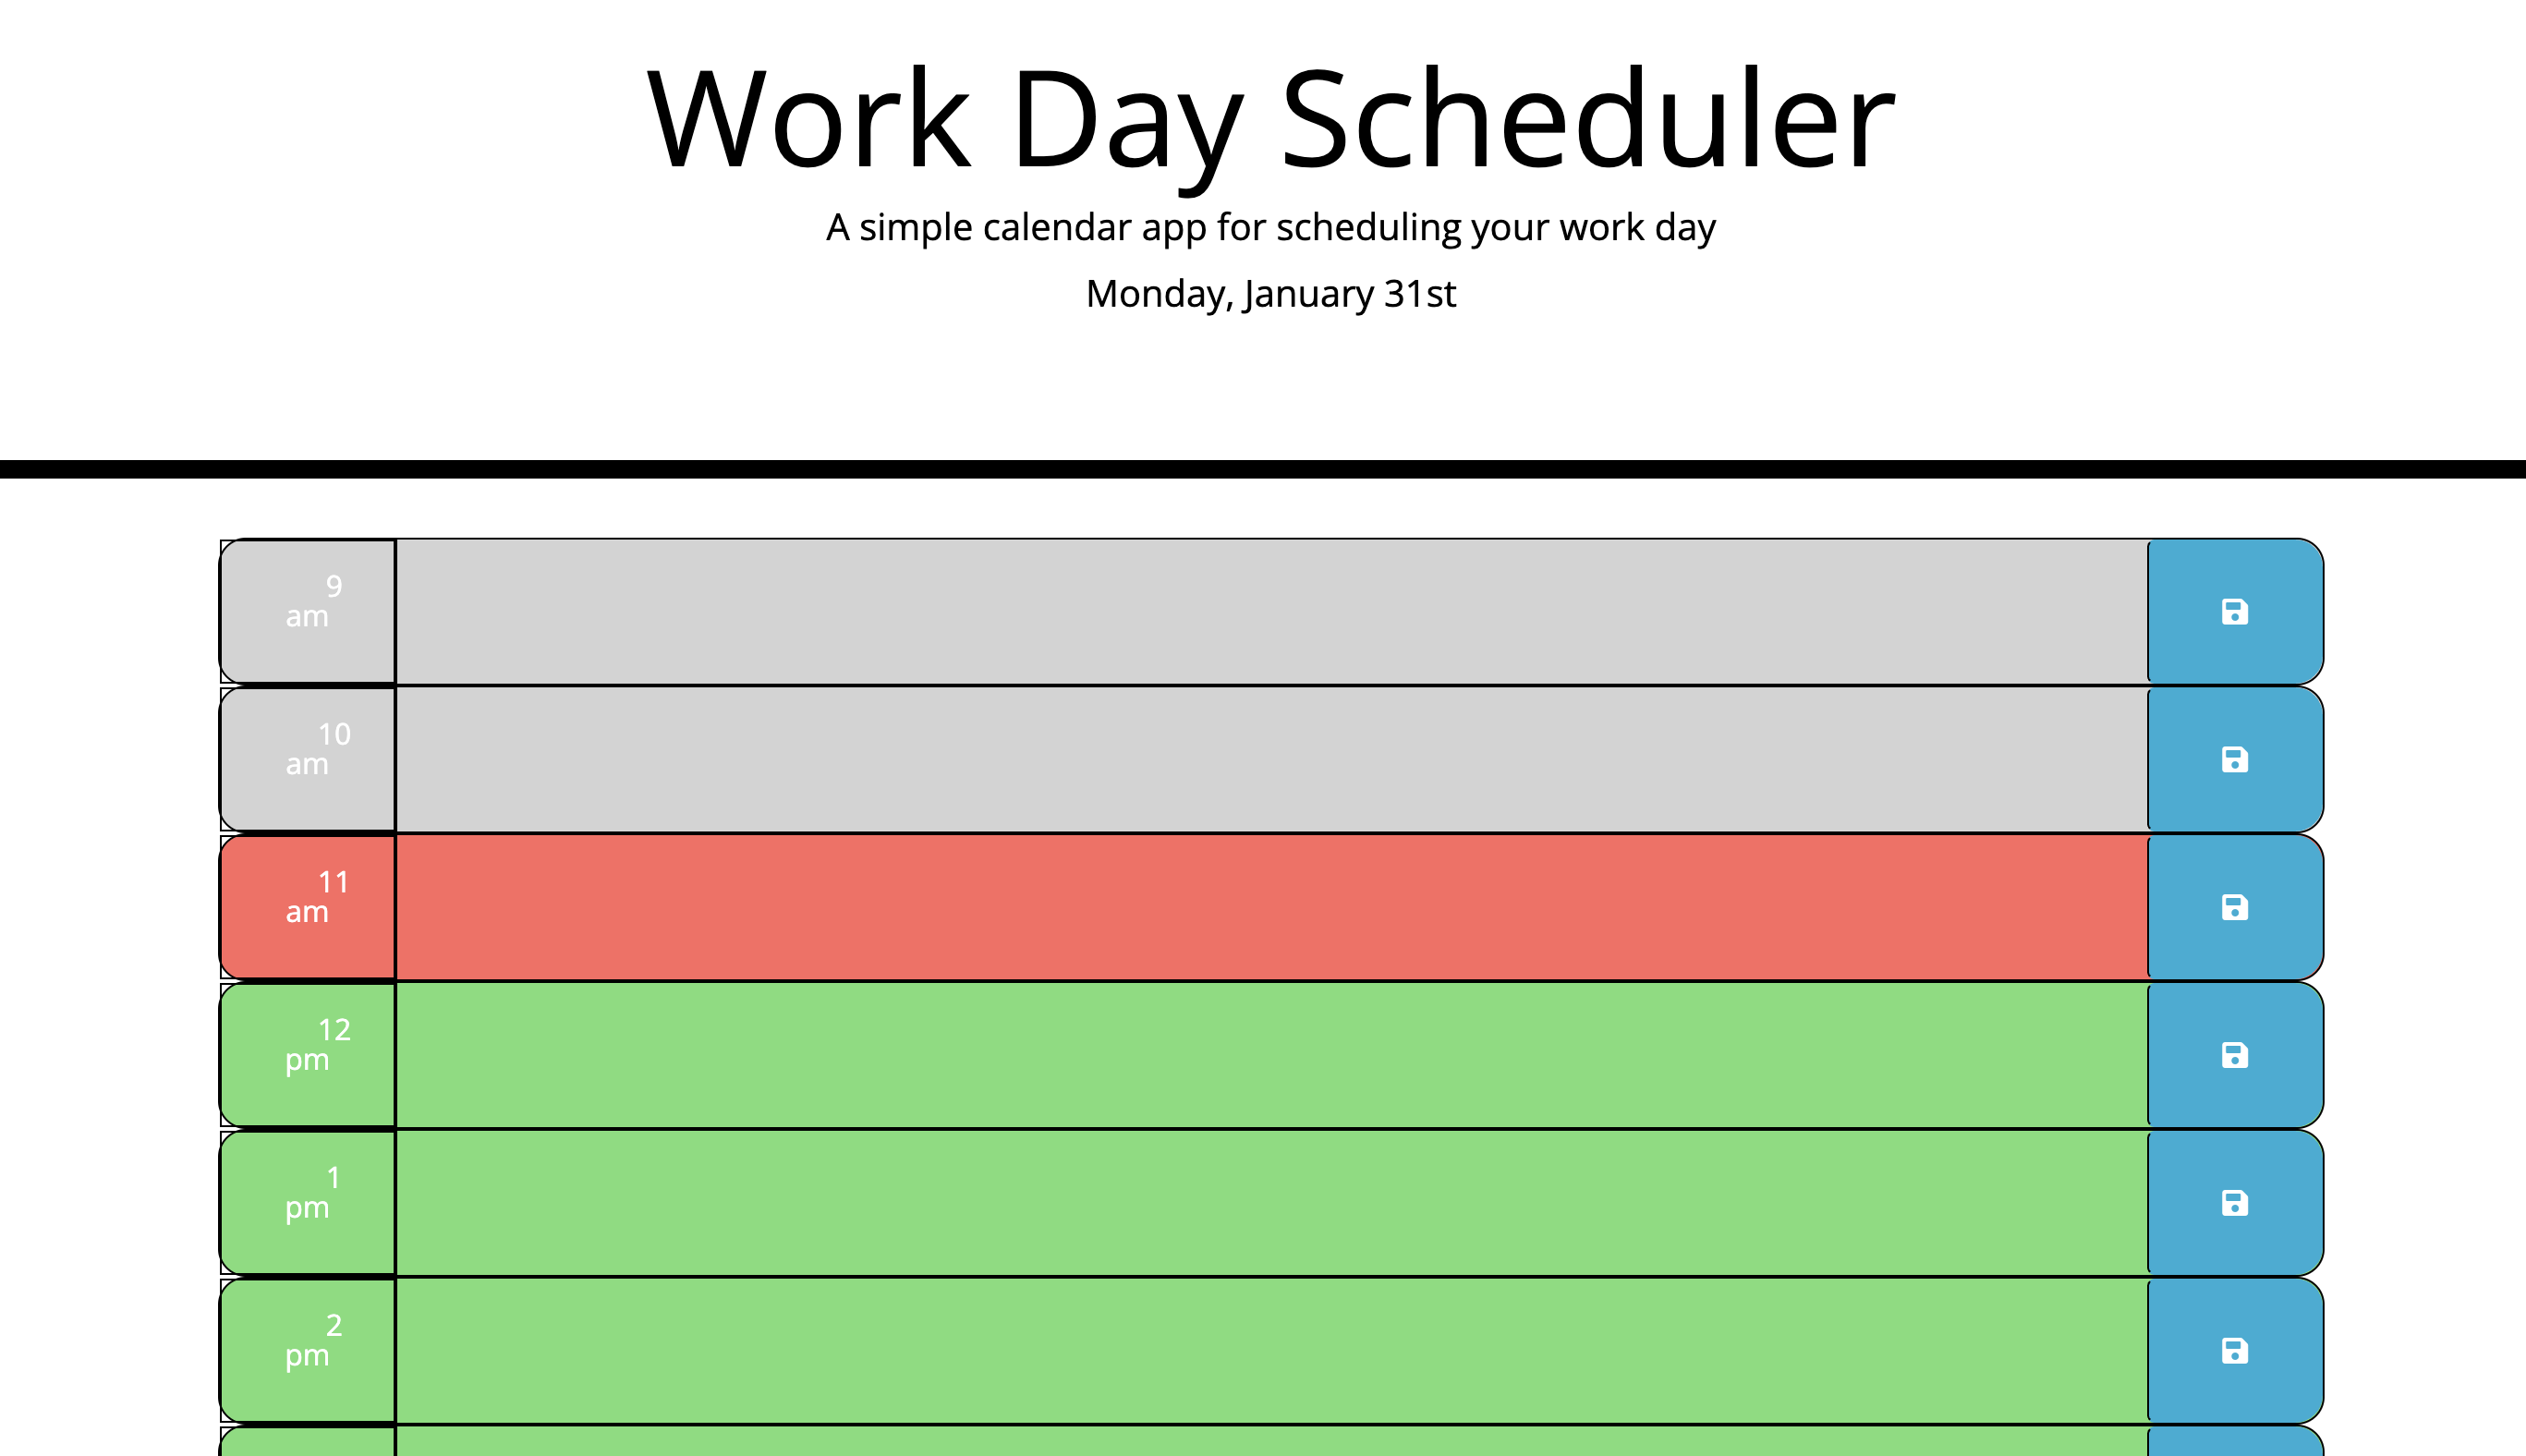 Work Day Scheduler
A simple calendar app for scheduling your work day
Monday, January 31st
9
am
10
am
11
am
12
pm
1
pm
2
pm